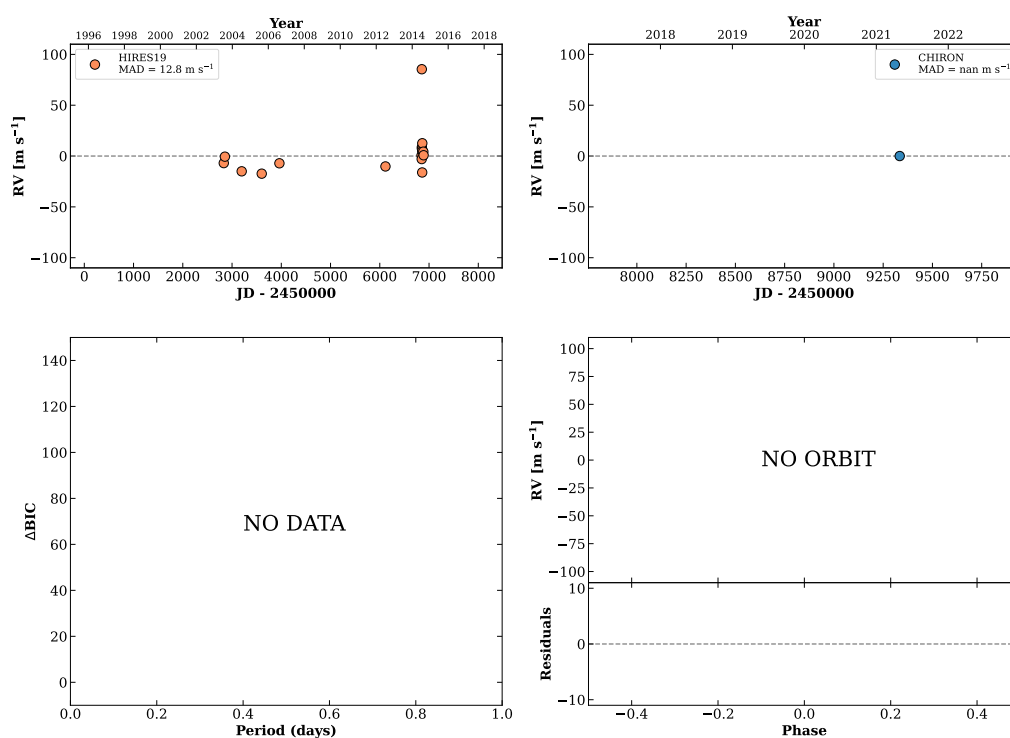 Year
1996 1998 2000 2002 2004 2006 2008 2010 2012 2014 2016 2018
HIRES19
MAD = 12.8 m s⁻¹
RV [m s⁻¹]
100
50
0
−50
−100
0 1000 2000 3000 4000 5000 6000 7000 8000
JD - 2450000
Year
2018 2019 2020 2021 2022
CHIRON
MAD = nan m s⁻¹
RV [m s⁻¹]
100
50
0
−50
−100
8000 8250 8500 8750 9000 9250 9500 9750
JD - 2450000
ΔBIC
140
120
100
80
60
40
20
0
NO DATA
0.0 0.2 0.4 0.6 0.8 1.0
Period (days)
RV [m s⁻¹]
100
75
50
25
0
−25
−50
−75
−100
NO ORBIT
Residuals
10
0
−10
−0.4 −0.2 0.0 0.2 0.4
Phase